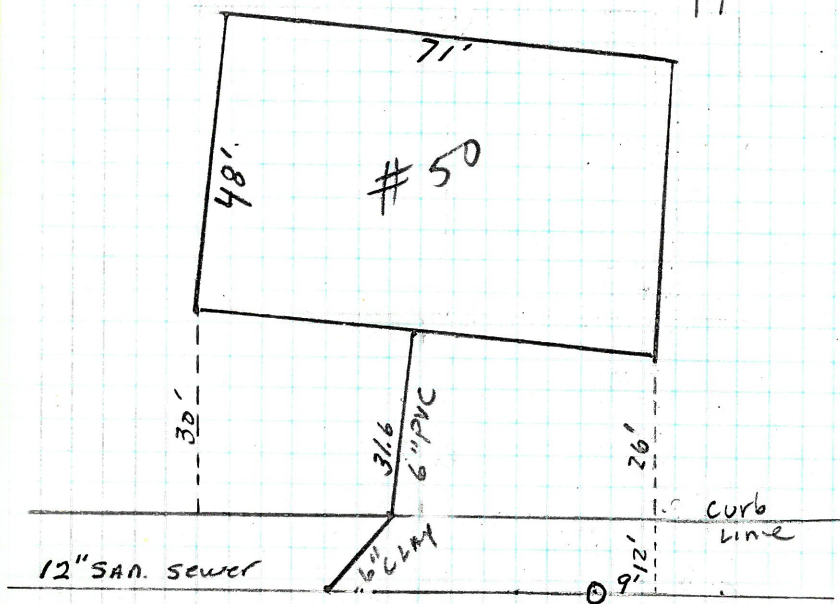 71'
48'
# 50
30'
31.6
6" PVC
26'
curb
Line
6" CLAY
12" SAN. Sewer
9'
12'